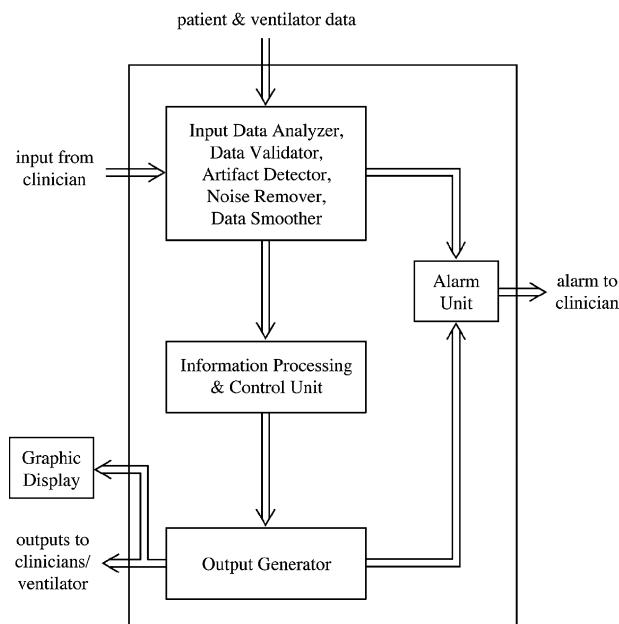 patient & ventilator data
Input Data Analyzer,
Data Validator,
Artifact Detector,
Noise Remover,
Data Smoother
input from
clinician
Alarm
Unit
alarm to
clinician
Information Processing
& Control Unit
Graphic
Display
outputs to
clinicians/
ventilator
Output Generator